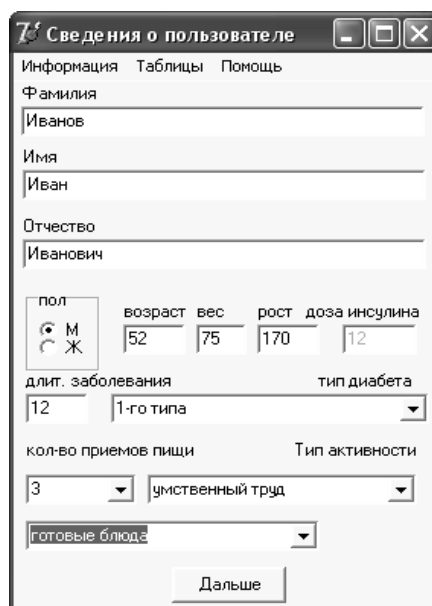 Сведения о пользователе
Информация Таблицы Помощь
Фамилия
Иванов
Имя
Иван
Отчество
Иванович
пол
М
Ж
возраст вес рост доза инсулина
52 75 170 12
длит. заболевания тип диабета
12 1-го типа
кол-во приемов пищи Тип активности
3 умственный труд
готовые блюда
Дальше